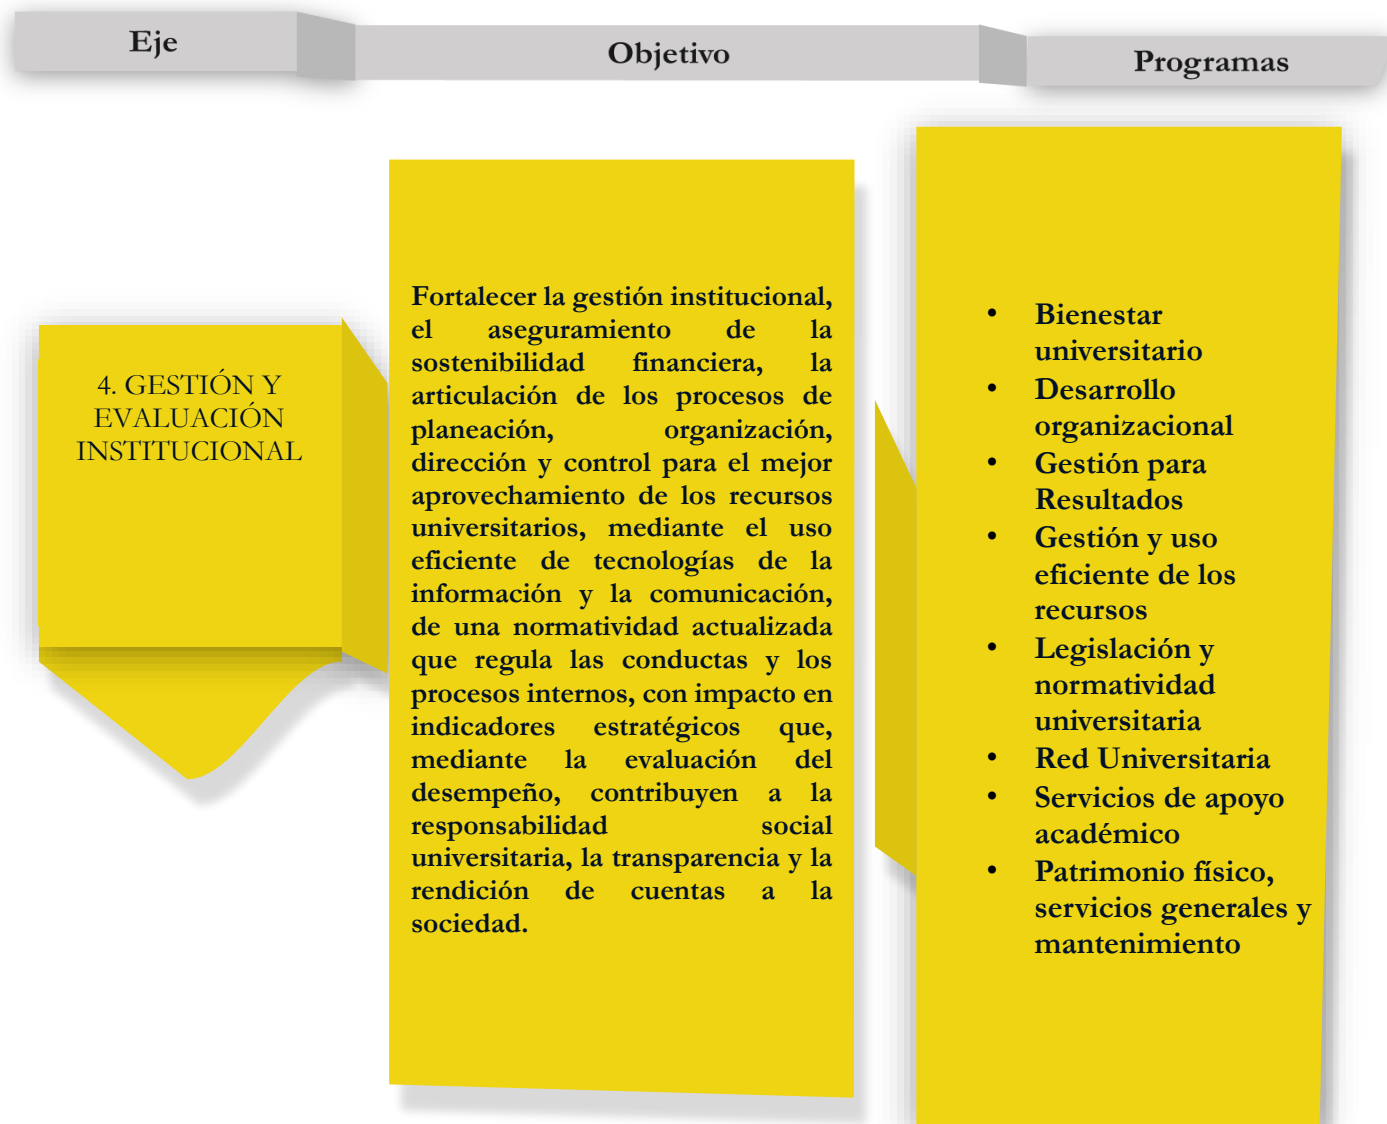 Eje
Objetivo
Programas
4. GESTIÓN Y
EVALUACIÓN
INSTITUCIONAL
Fortalecer la gestión institucional,
el aseguramiento de la
sostenibilidad financiera, la
articulación de los procesos de
planeación, organización,
dirección y control para el mejor
aprovechamiento de los recursos
universitarios, mediante el uso
eficiente de tecnologías de la
información y la comunicación,
de una normatividad actualizada
que regula las conductas y los
procesos internos, con impacto en
indicadores estratégicos que,
mediante la evaluación del
desempeño, contribuyen a la
responsabilidad social
universitaria, la transparencia y la
rendición de cuentas a la
sociedad.
• Bienestar
universitario
• Desarrollo
organizacional
• Gestión para
Resultados
• Gestión y uso
eficiente de los
recursos
• Legislación y
normatividad
universitaria
• Red Universitaria
• Servicios de apoyo
académico
• Patrimonio físico,
servicios generales y
mantenimiento